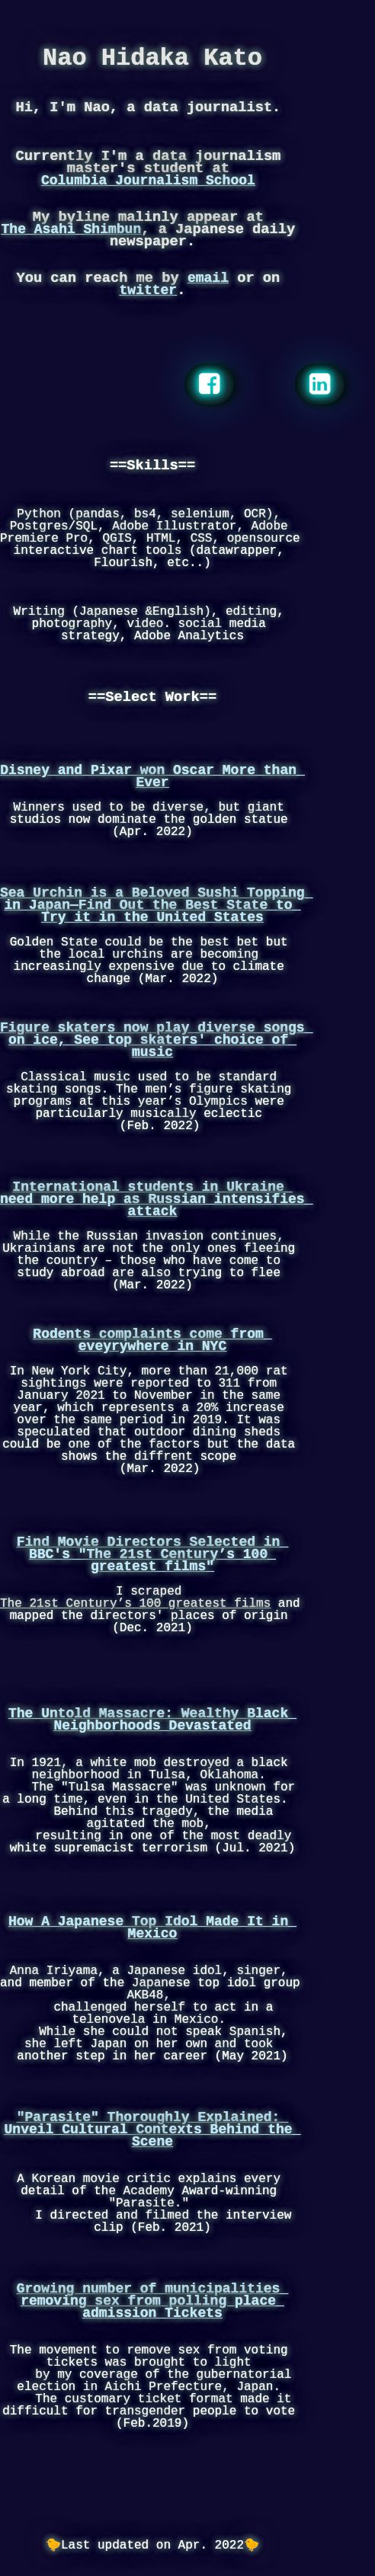 Nao Hidaka Kato
Hi, I'm Nao, a data journalist.
Currently I'm a data journalism
master's student at
Columbia Journalism School
My byline malinly appear at
The Asahi Shimbun, a Japanese daily
newspaper.
You can reach me by email or on
twitter.
==Skills==
Python (pandas, bs4, selenium, OCR),
Postgres/SQL, Adobe Illustrator, Adobe
Premiere Pro, QGIS, HTML, CSS, opensource
interactive chart tools (datawrapper,
Flourish, etc..)
Writing (Japanese &English), editing,
photography, video. social media
strategy, Adobe Analytics
==Select Work==
Disney and Pixar won Oscar More than
Ever
Winners used to be diverse, but giant
studios now dominate the golden statue
(Apr. 2022)
Sea Urchin is a Beloved Sushi Topping
in Japan—Find Out the Best State to
Try it in the United States
Golden State could be the best bet but
the local urchins are becoming
increasingly expensive due to climate
change (Mar. 2022)
Figure skaters now play diverse songs
on ice, See top skaters' choice of
music
Classical music used to be standard
skating songs. The men’s figure skating
programs at this year’s Olympics were
particularly musically eclectic
(Feb. 2022)
International students in Ukraine
need more help as Russian intensifies
attack
While the Russian invasion continues,
Ukrainians are not the only ones fleeing
the country – those who have come to
study abroad are also trying to flee
(Mar. 2022)
Rodents complaints come from
eveyrywhere in NYC
In New York City, more than 21,000 rat
sightings were reported to 311 from
January 2021 to November in the same
year, which represents a 20% increase
over the same period in 2019. It was
speculated that outdoor dining sheds
could be one of the factors but the data
shows the diffrent scope
(Mar. 2022)
Find Movie Directors Selected in
BBC's "The 21st Century’s 100
greatest films"
I scraped
The 21st Century’s 100 greatest films and
mapped the directors' places of origin
(Dec. 2021)
The Untold Massacre: Wealthy Black
Neighborhoods Devastated
In 1921, a white mob destroyed a black
neighborhood in Tulsa, Oklahoma.
The "Tulsa Massacre" was unknown for
a long time, even in the United States.
Behind this tragedy, the media
agitated the mob,
resulting in one of the most deadly
white supremacist terrorism (Jul. 2021)
How A Japanese Top Idol Made It in
Mexico
Anna Iriyama, a Japanese idol, singer,
and member of the Japanese top idol group
AKB48,
challenged herself to act in a
telenovela in Mexico.
While she could not speak Spanish,
she left Japan on her own and took
another step in her career (May 2021)
"Parasite" Thoroughly Explained:
Unveil Cultural Contexts Behind the
Scene
A Korean movie critic explains every
detail of the Academy Award-winning
"Parasite."
I directed and filmed the interview
clip (Feb. 2021)
Growing number of municipalities
removing sex from polling place
admission Tickets
The movement to remove sex from voting
tickets was brought to light
by my coverage of the gubernatorial
election in Aichi Prefecture, Japan.
The customary ticket format made it
difficult for transgender people to vote
(Feb.2019)
🐤Last updated on Apr. 2022🐤